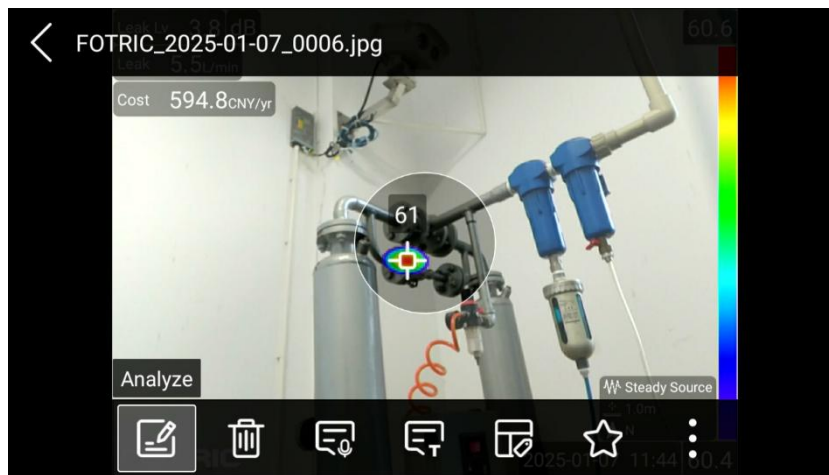 Leak Lv 3.8 dB
60.6
FOTRIC_2025-01-07_0006.jpg
Leak 5.5L/min
Cost 594.8CNY/yr
61
Analyze
Steady Source
1.0m
T
N
RIC
2025-01-07 11:44 60.4